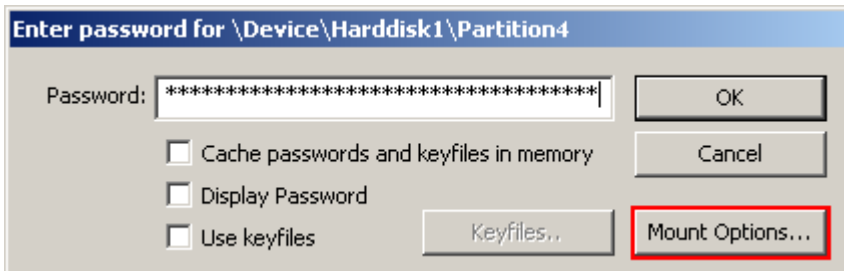 Enter password for \Device\Harddisk1\Partition4
Password: ************************************ OK
Cache passwords and keyfiles in memory Cancel
Display Password
Use keyfiles Keyfiles.. Mount Options...